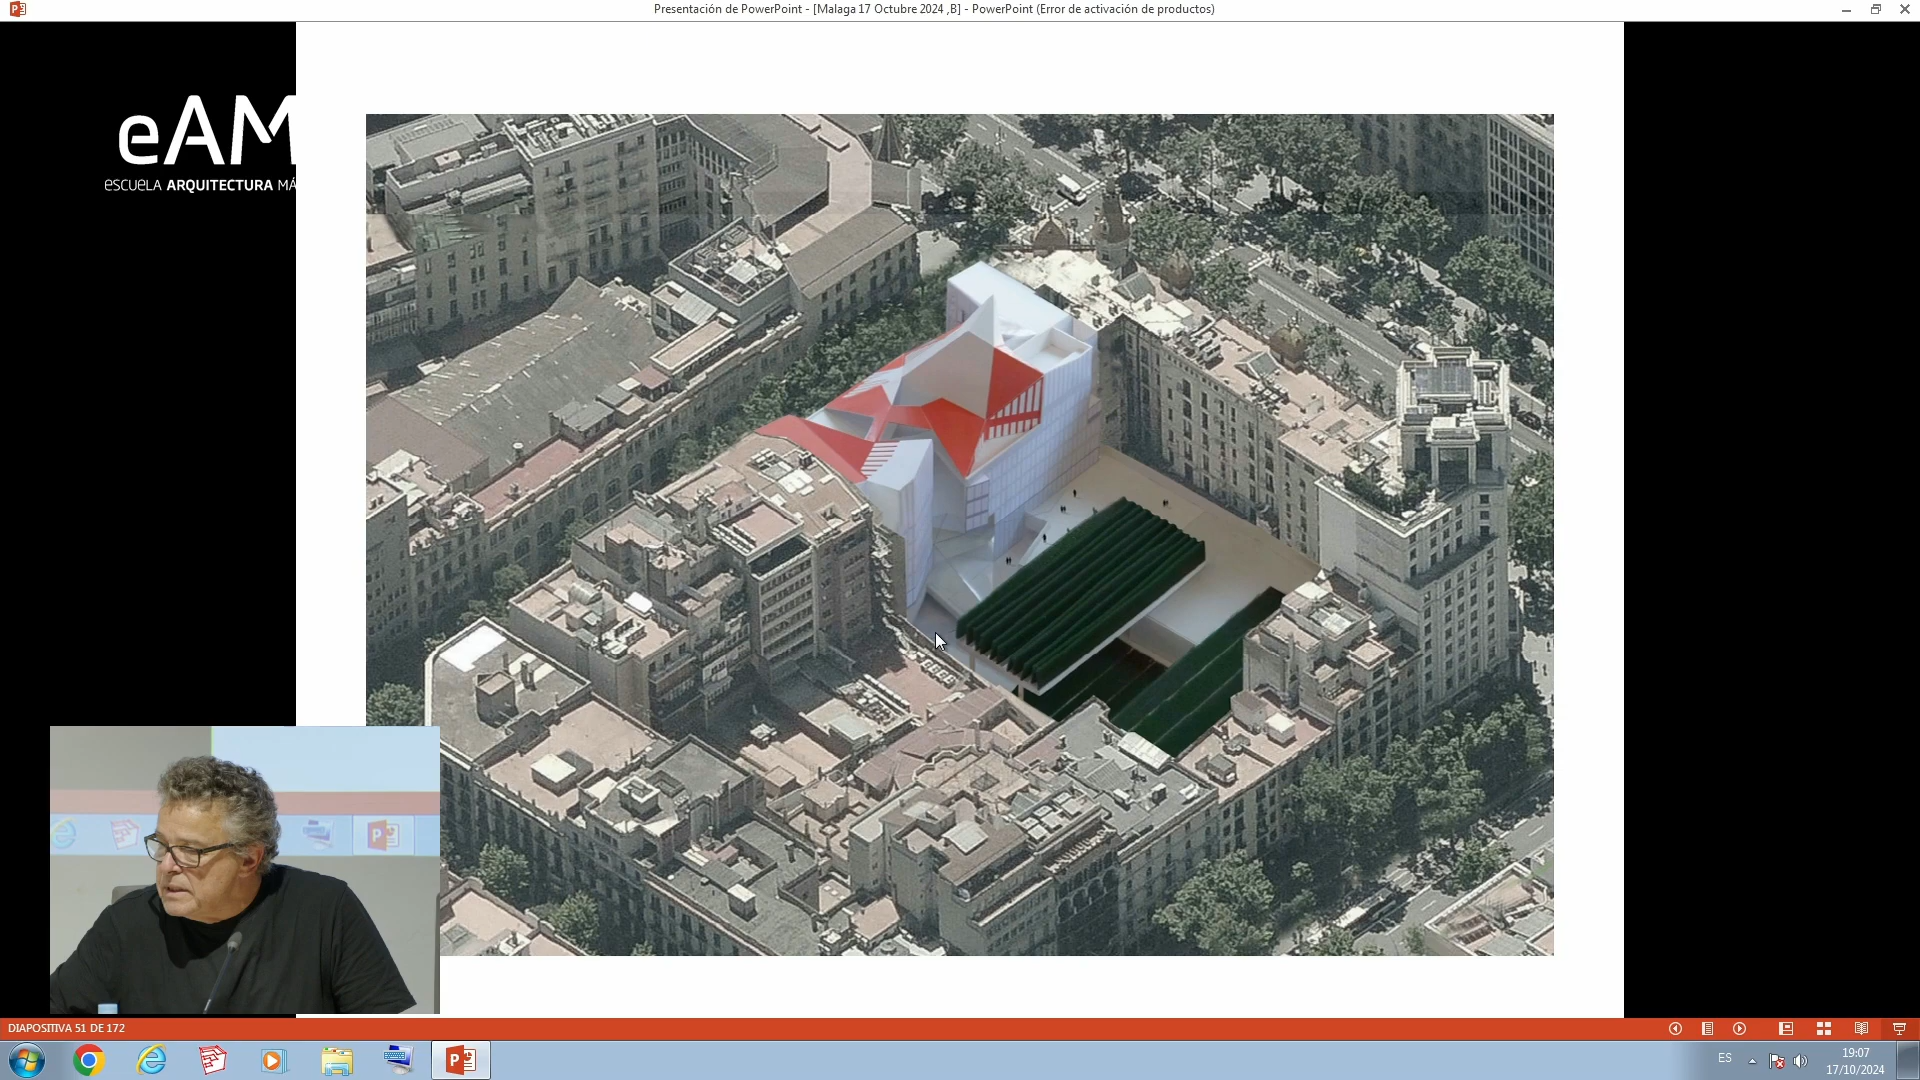 Presentación de PowerPoint - [Malaga 17 Octubre 2024 ,B] - PowerPoint (Error de activación de productos)
eAM
ESCUELA ARQUITECTURA MÁ
DIAPOSITIVA 51 DE 172
ES
19:07
17/10/2024